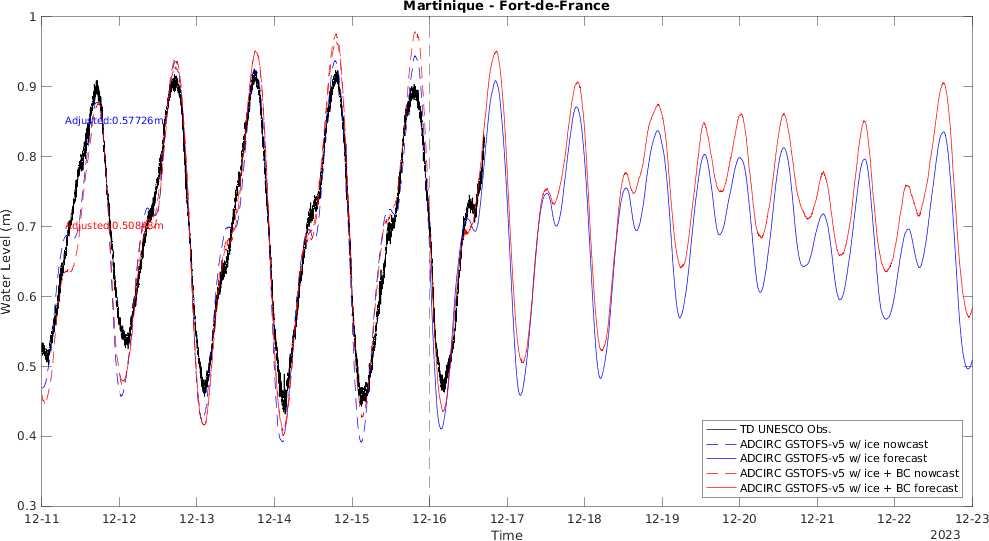 Martinique - Fort-de-France
1
0.9
0.8
0.7
0.6
0.5
0.4
0.3
Water Level (m)
Adjusted:0.57726m
TD UNESCO Obs.
ADCIRC GSTOFS-v5 w/ ice nowcast
ADCIRC GSTOFS-v5 w/ ice forecast
ADCIRC GSTOFS-v5 w/ ice + BC nowcast
ADCIRC GSTOFS-v5 w/ ice + BC forecast
12-11 12-12 12-13 12-14 12-15 12-16 12-17 12-18 12-19 12-20 12-21 12-22 12-23
Time
2023